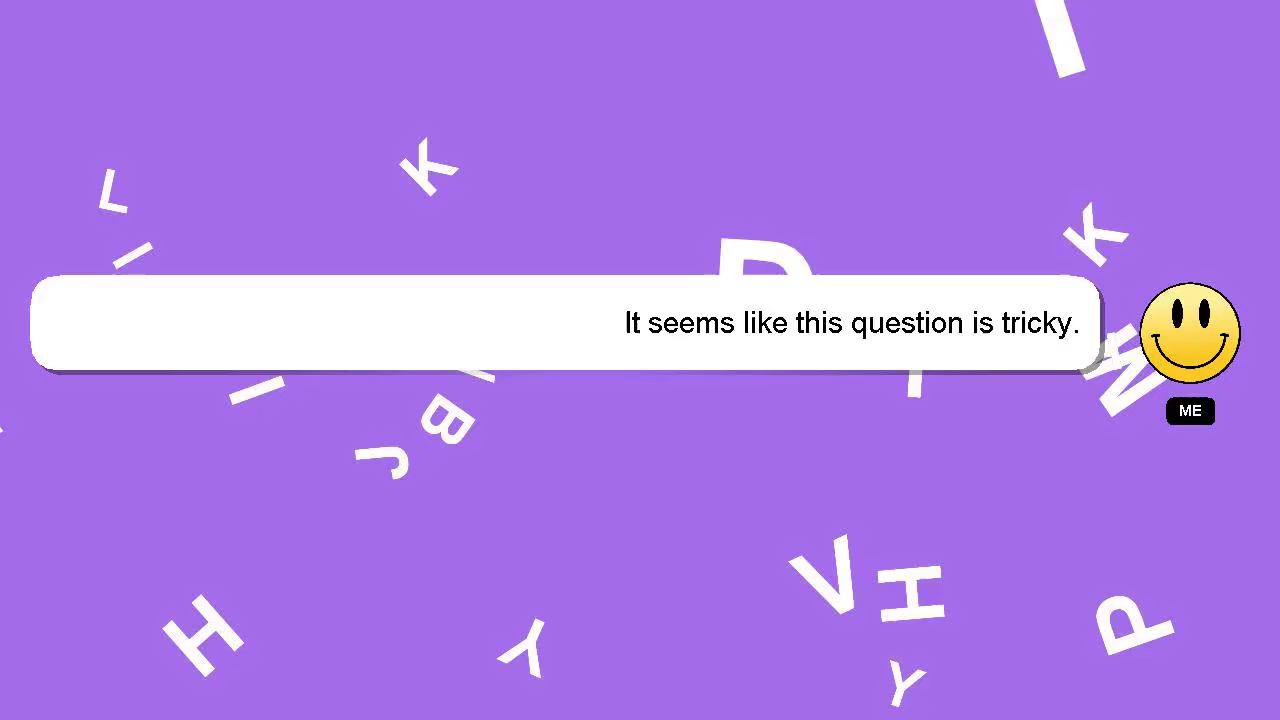 I
K
L
K
I
D
It seems like this question is tricky.
M
I
ME
B
J
V
H
H
P
Y
Y